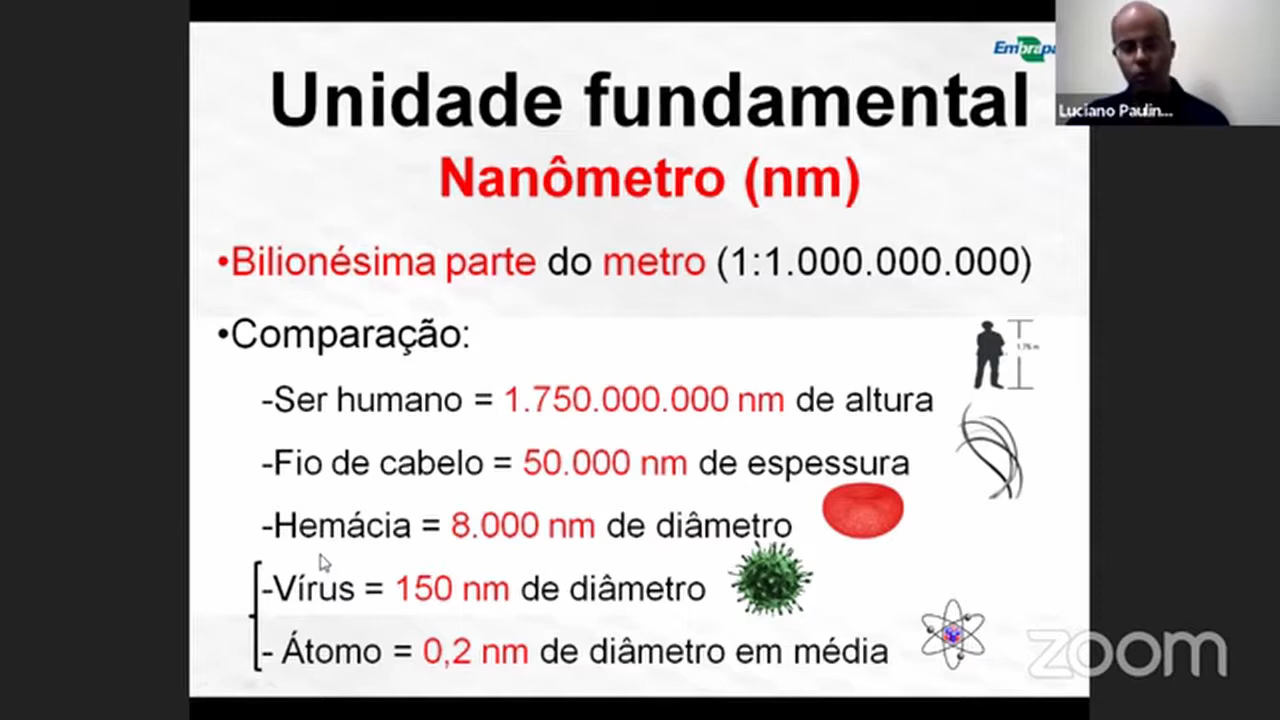 Embrapa
Luciano Paulin...
Unidade fundamental
Nanômetro (nm)
•Bilionésima parte do metro (1:1.000.000.000)
•Comparação:
1.75 m
-Ser humano = 1.750.000.000 nm de altura
-Fio de cabelo = 50.000 nm de espessura
-Hemácia = 8.000 nm de diâmetro
-Vírus = 150 nm de diâmetro
- Átomo = 0,2 nm de diâmetro em média
zoom